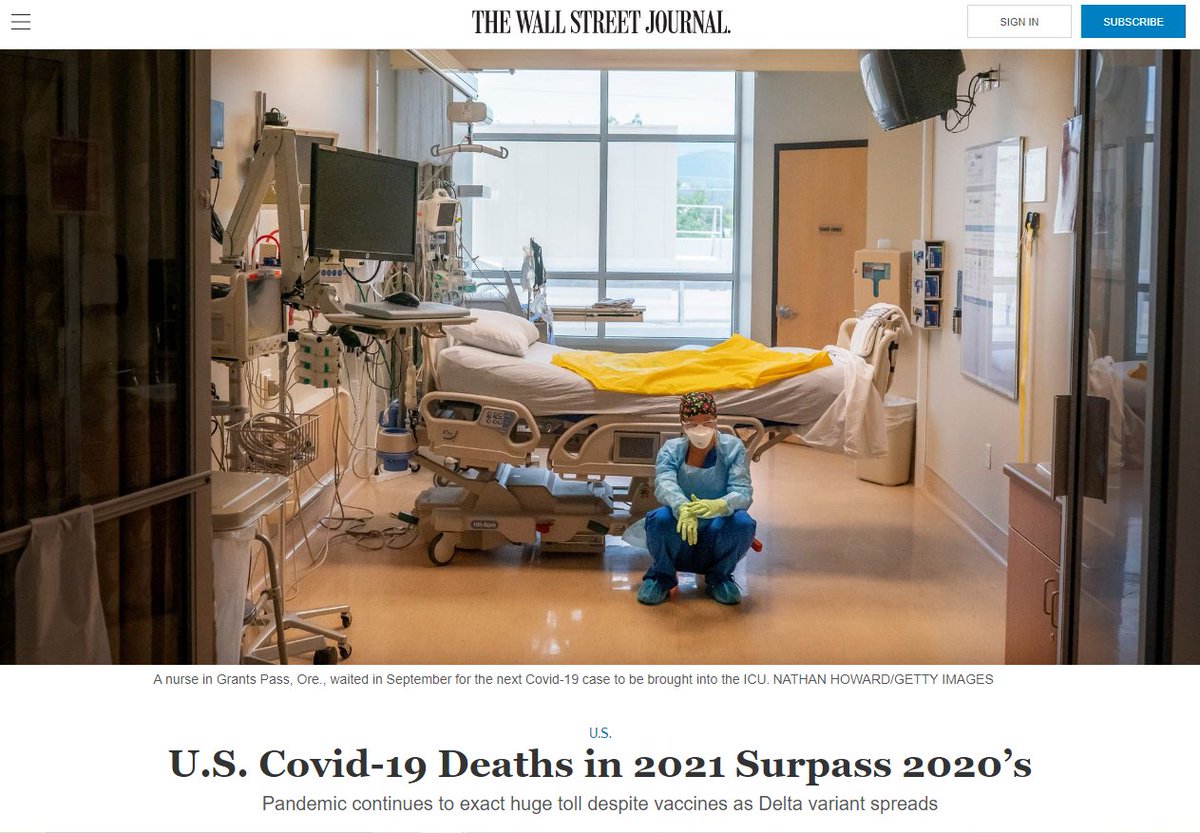 THE WALL STREET JOURNAL.
SIGN IN
SUBSCRIBE
Hill-Rom
A nurse in Grants Pass, Ore., waited in September for the next Covid-19 case to be brought into the ICU. NATHAN HOWARD/GETTY IMAGES
U.S.
U.S. Covid-19 Deaths in 2021 Surpass 2020’s
Pandemic continues to exact huge toll despite vaccines as Delta variant spreads